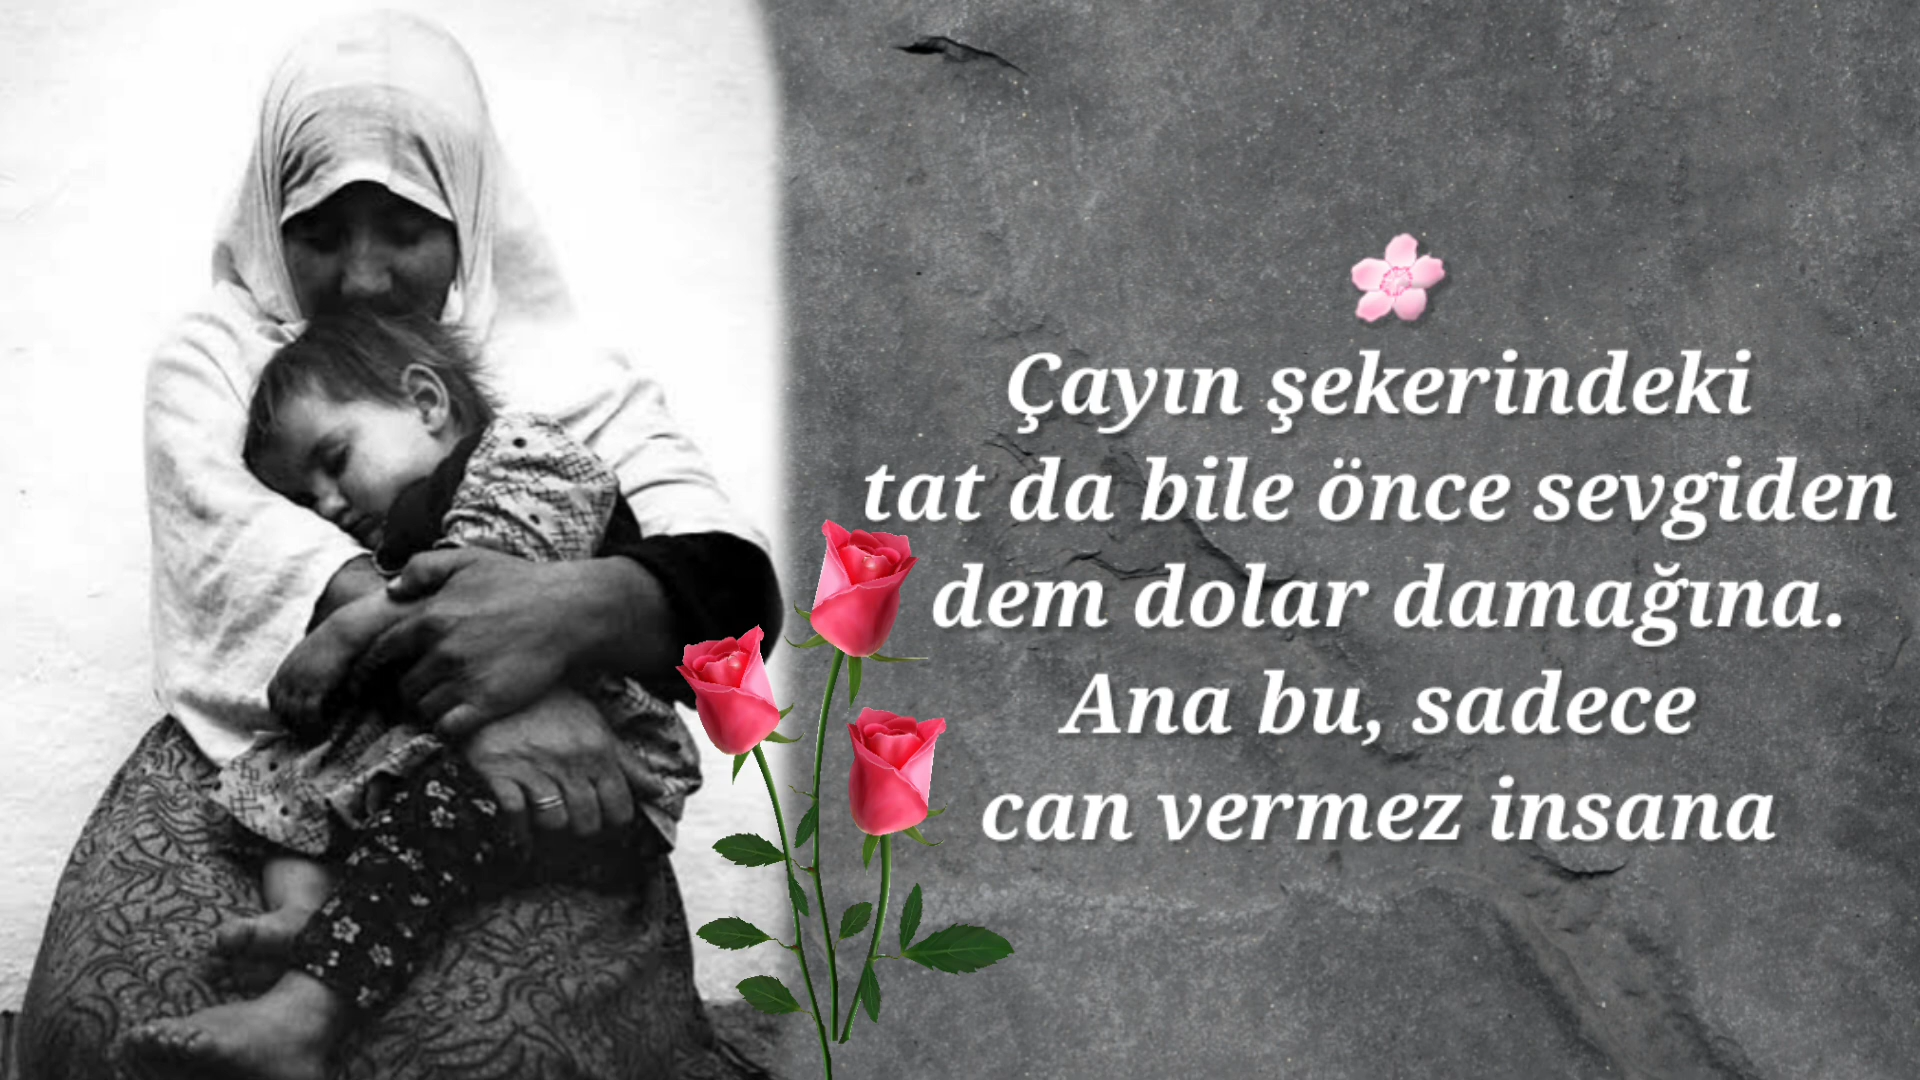 Çayın şekerindeki
tat da bile önce sevgiden
dem dolar damağına.
Ana bu, sadece
can vermez insana